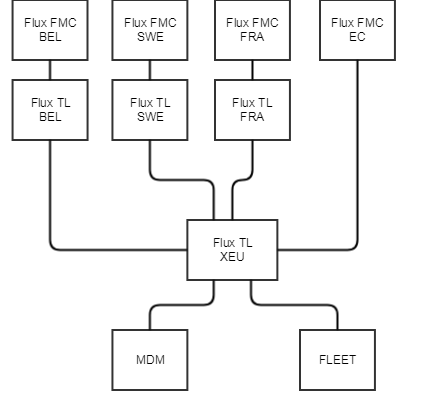 Flux FMC
BEL
Flux FMC
SWE
Flux FMC
FRA
Flux FMC
EC
Flux TL
BEL
Flux TL
SWE
Flux TL
FRA
Flux TL
XEU
MDM
FLEET